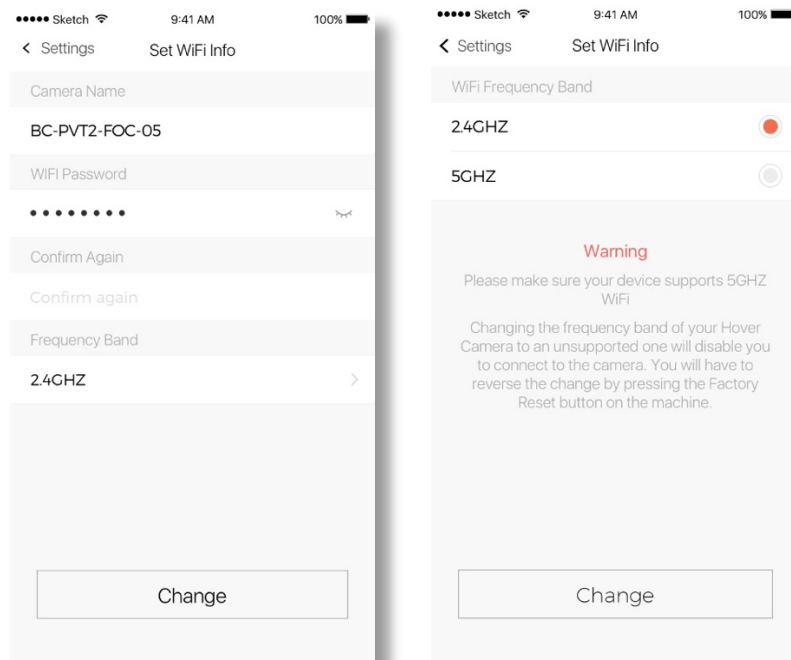 Sketch 9:41 AM 100%
Settings Set WiFi Info
Camera Name
BC-PVT2-FOC-05
WIFI Password
Confirm Again
Confirm again
Frequency Band
2.4GHZ
Change
Sketch 9:41 AM 100%
Settings Set WiFi Info
WiFi Frequency Band
2.4GHZ
5GHZ
Warning
Please make sure your device supports 5GHZ
WiFi
Changing the frequency band of your Hover
Camera to an unsupported one will disable you
to connect to the camera. You will have to
reverse the change by pressing the Factory
Reset button on the machine.
Change